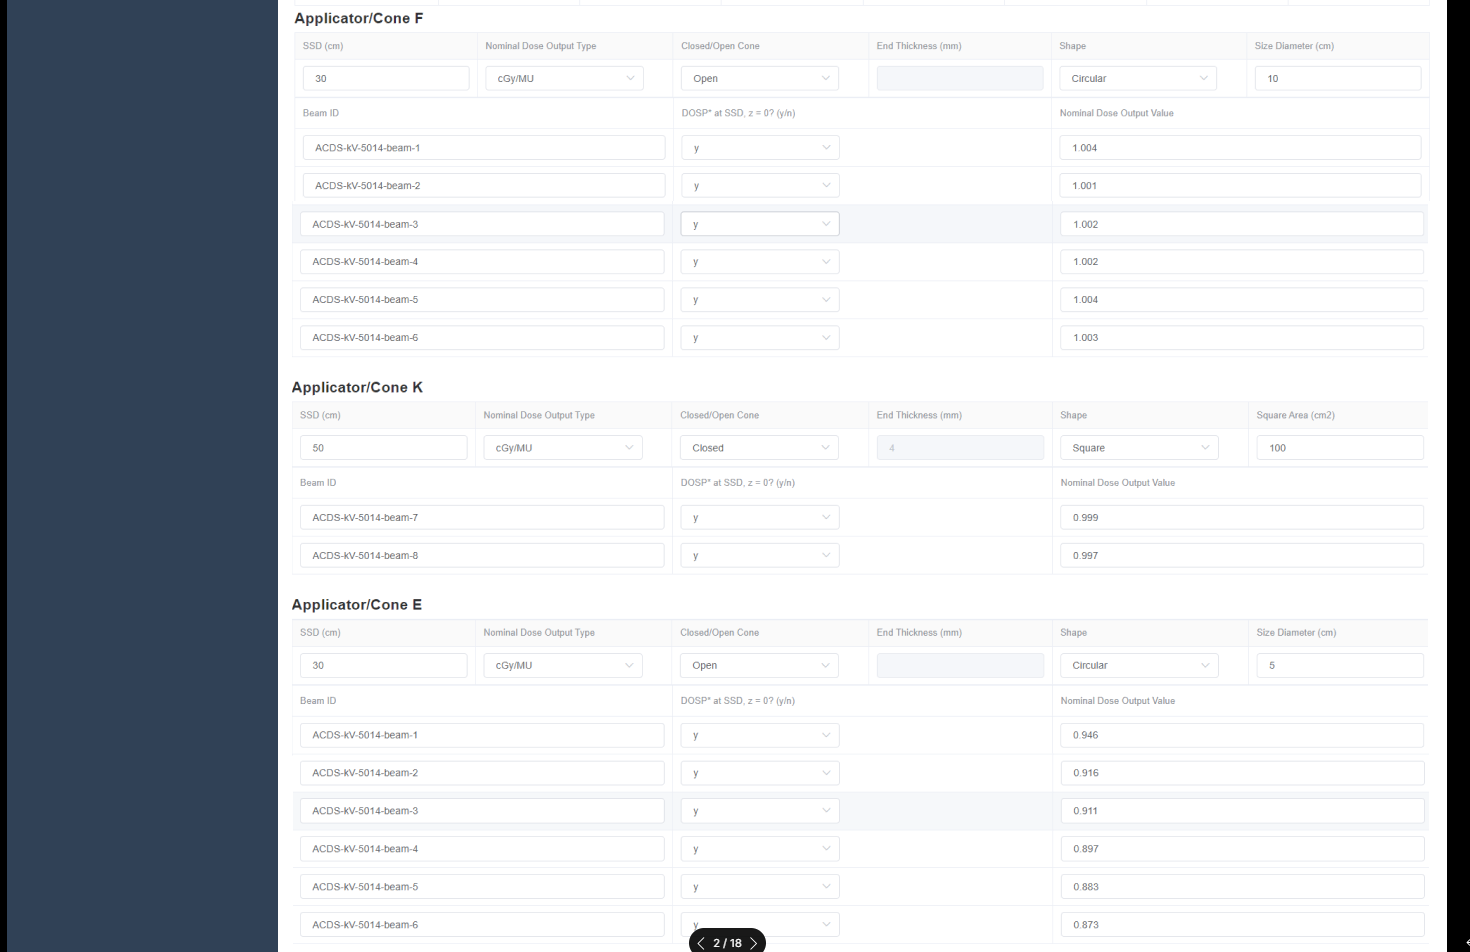 Applicator/Cone F
SSD (cm) Nominal Dose Output Type Closed/Open Cone End Thickness (mm) Shape Size Diameter (cm)
30 cGy/MU Open Circular 10
Beam ID DOSP* at SSD, z = 0? (y/n) Nominal Dose Output Value
ACDS-kV-5014-beam-1 y 1.004
ACDS-kV-5014-beam-2 y 1.001
ACDS-kV-5014-beam-3 y 1.002
ACDS-kV-5014-beam-4 y 1.002
ACDS-kV-5014-beam-5 y 1.004
ACDS-kV-5014-beam-6 y 1.003
Applicator/Cone K
SSD (cm) Nominal Dose Output Type Closed/Open Cone End Thickness (mm) Shape Square Area (cm2)
50 cGy/MU Closed 4 Square 100
Beam ID DOSP* at SSD, z = 0? (y/n) Nominal Dose Output Value
ACDS-kV-5014-beam-7 y 0.999
ACDS-kV-5014-beam-8 y 0.997
Applicator/Cone E
SSD (cm) Nominal Dose Output Type Closed/Open Cone End Thickness (mm) Shape Size Diameter (cm)
30 cGy/MU Open Circular 5
Beam ID DOSP* at SSD, z = 0? (y/n) Nominal Dose Output Value
ACDS-kV-5014-beam-1 y 0.946
ACDS-kV-5014-beam-2 y 0.916
ACDS-kV-5014-beam-3 y 0.911
ACDS-kV-5014-beam-4 y 0.897
ACDS-kV-5014-beam-5 y 0.883
ACDS-kV-5014-beam-6 y 0.873
2 / 18